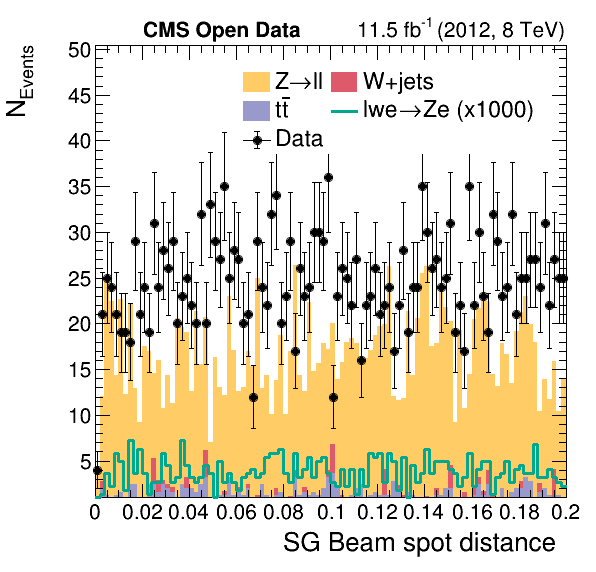 CMS Open Data
11.5 fb⁻¹ (2012, 8 TeV)
N_Events
50
45
40
35
30
25
20
15
10
5
Z→ll
W+jets
tt̄
lwe→Ze (x1000)
Data
0
0.02
0.04
0.06
0.08
0.1
0.12
0.14
0.16
0.18
0.2
SG Beam spot distance